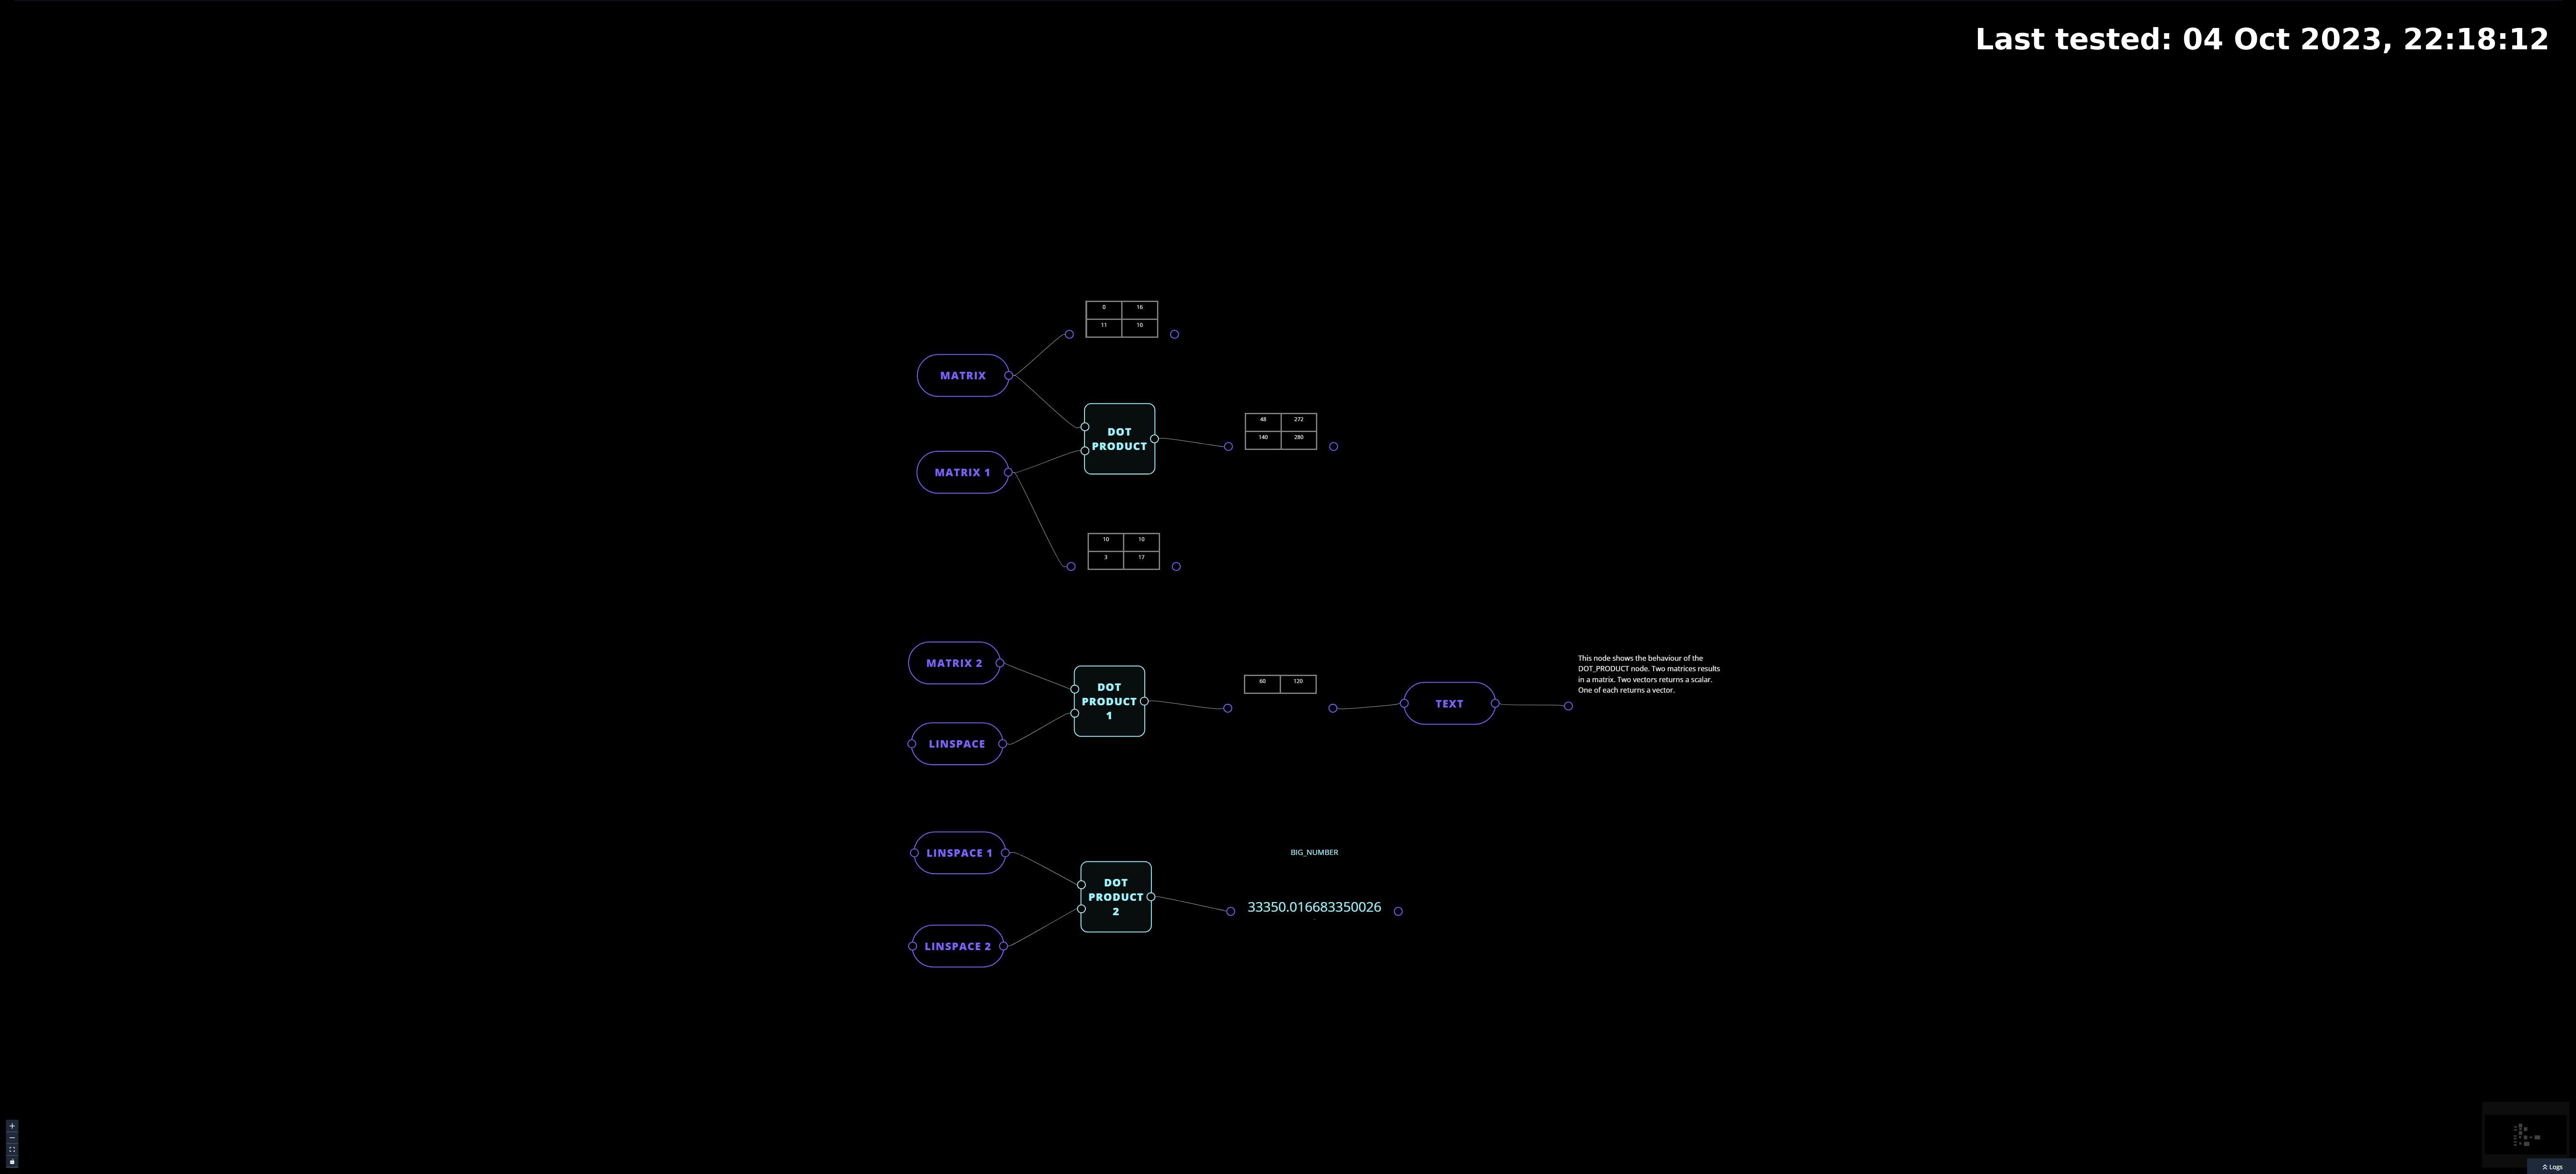 Last tested: 04 Oct 2023, 22:18:12
0 16
11 10
MATRIX
DOT
PRODUCT
48 272
140 280
MATRIX 1
10 10
3 17
MATRIX 2
DOT
PRODUCT
1
60 120
TEXT
This node shows the behaviour of the
DOT_PRODUCT node. Two matrices results
in a matrix. Two vectors returns a scalar.
One of each returns a vector.
LINSPACE
LINSPACE 1
DOT
PRODUCT
2
BIG_NUMBER
33350.016683350026
LINSPACE 2
Logs